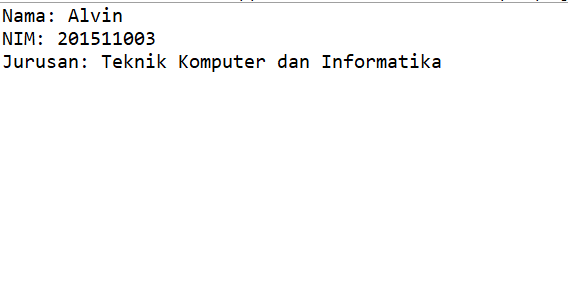 Nama: Alvin
NIM: 201511003
Jurusan: Teknik Komputer dan Informatika